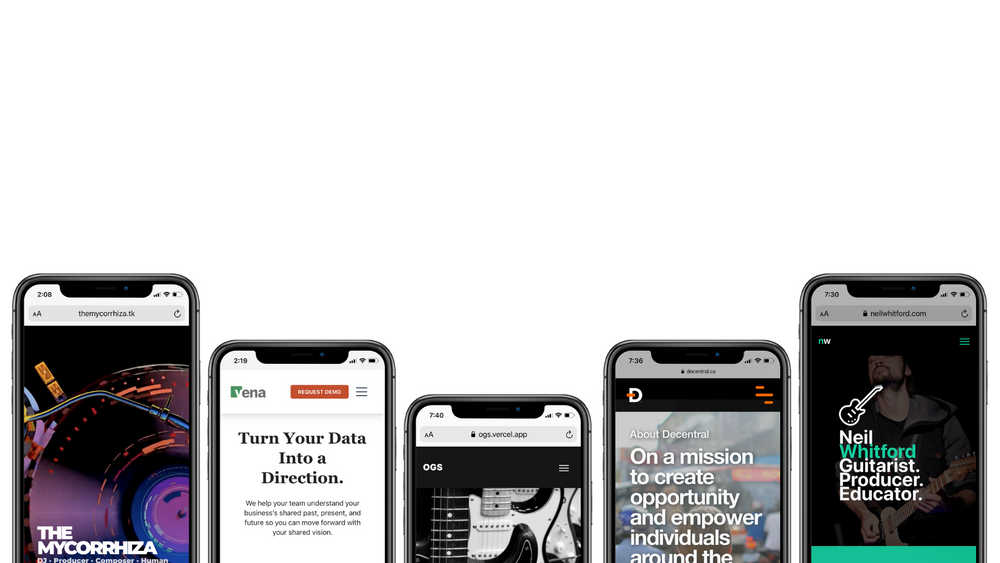 2:08
AA themycorrhiza.tk
THE
MYCORRHIZA
DJ • Producer • Composer • Human
2:19
vena
REQUEST DEMO
Turn Your Data
Into a
Direction.
We help your team understand your
business's shared past, present, and
future so you can move forward with
your shared vision.
7:40
AA ogs.vercel.app
OGS
7:36
decentral.ca
D
About Decentral
On a mission
to create
opportunity
and empower
individuals
around the
7:30
AA neilwhitford.com
nw
Neil
Whitford
Guitarist.
Producer.
Educator.